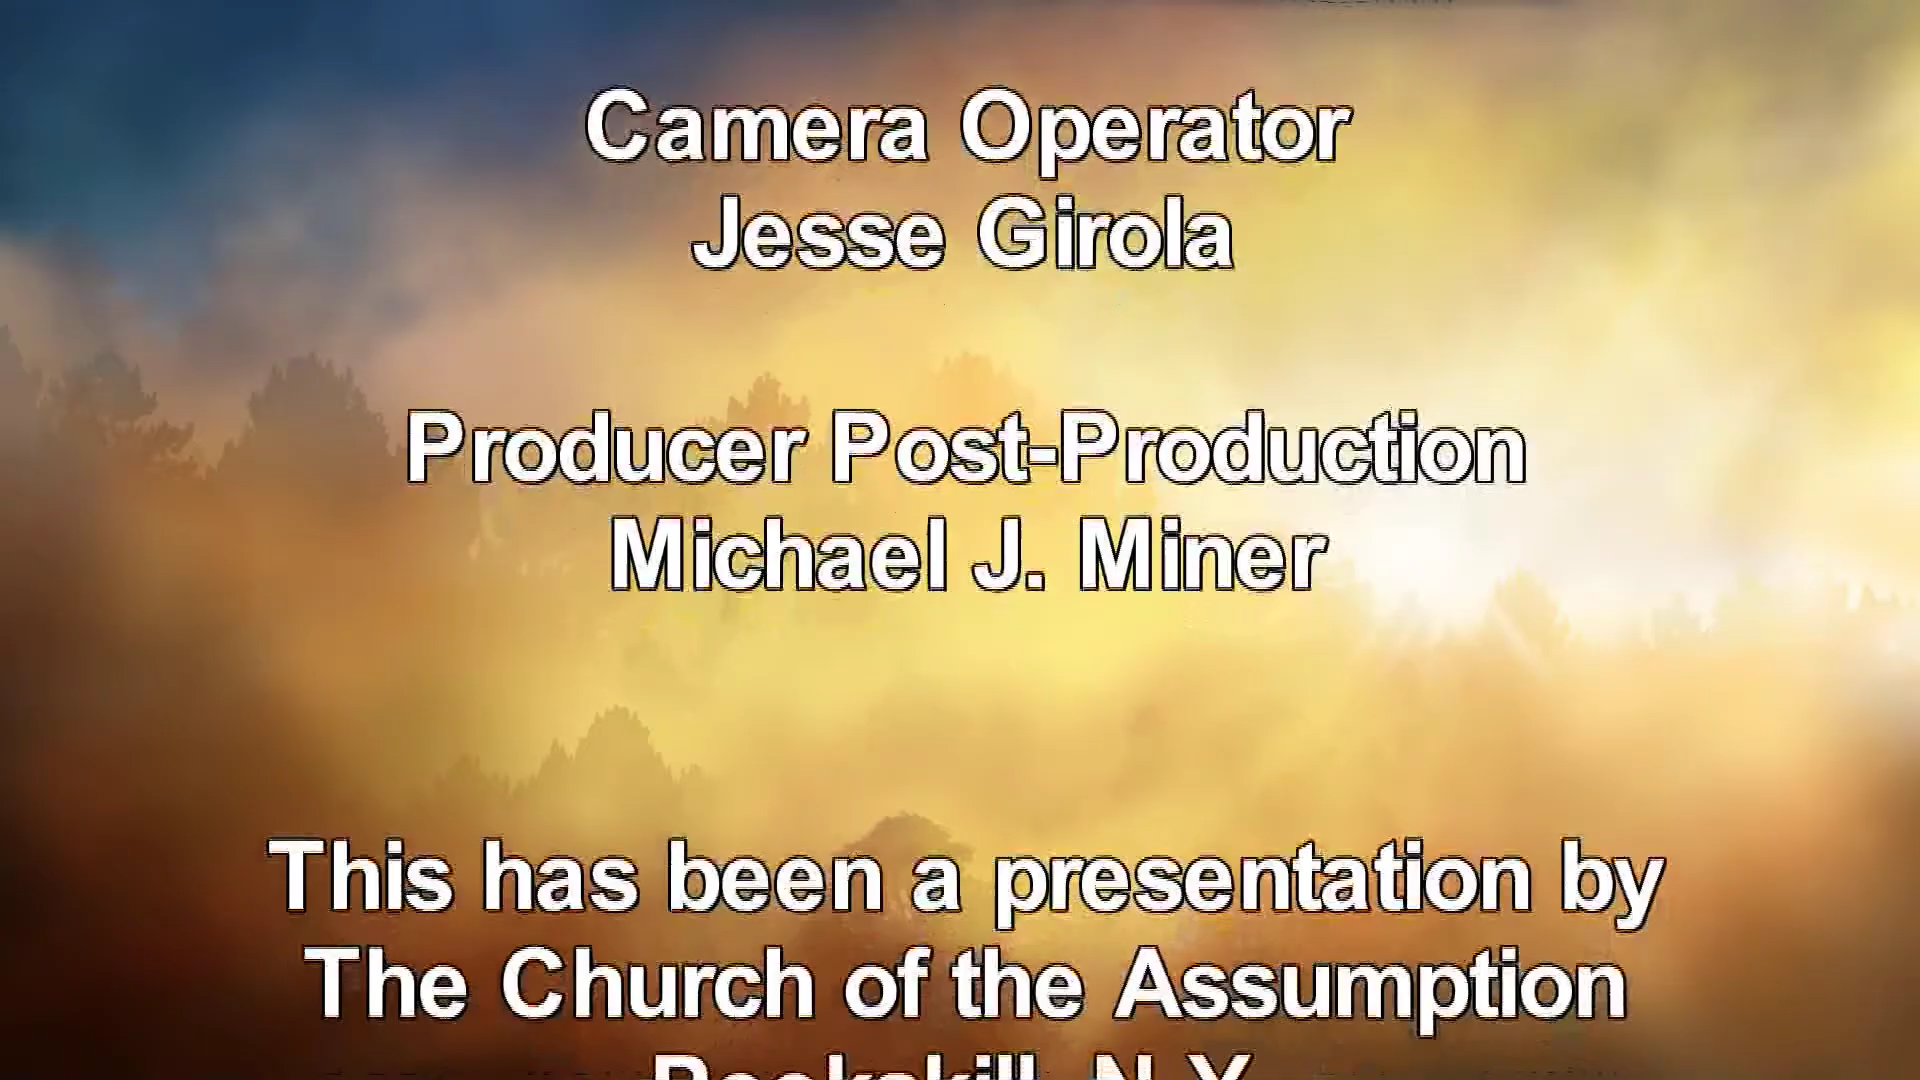 Camera Operator
Jesse Girola
Producer Post-Production
Michael J. Miner
This has been a presentation by
The Church of the Assumption
Peekskill, N.Y.